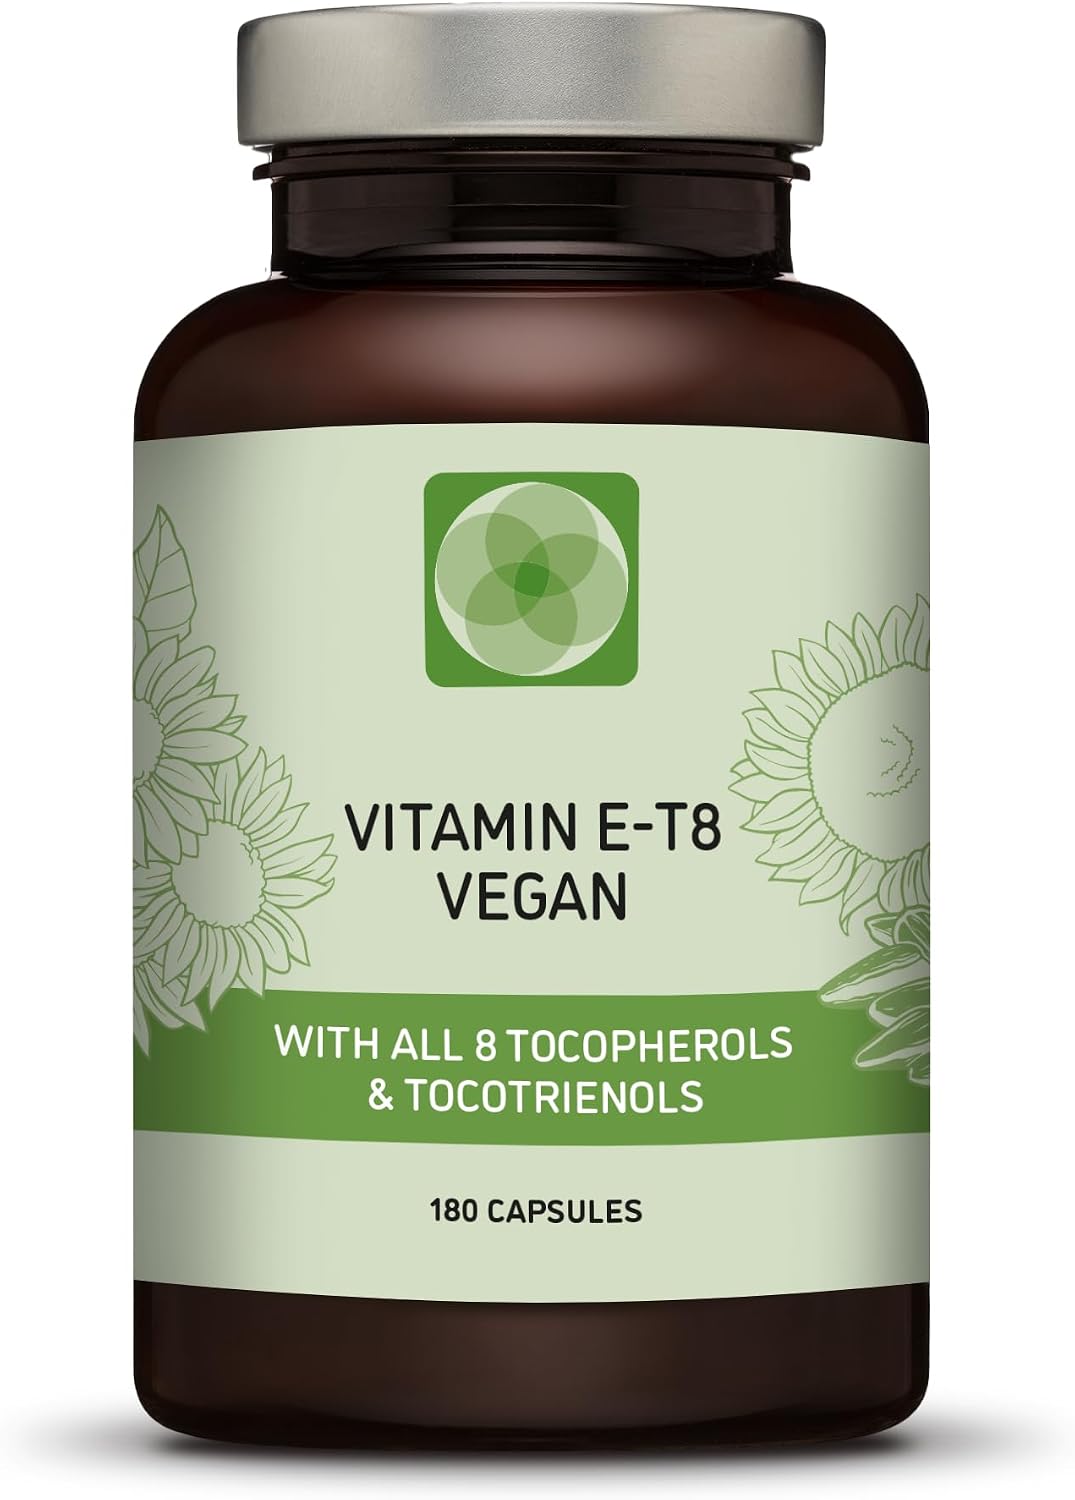 VITAMIN E-T8
VEGAN
WITH ALL 8 TOCOPHEROLS
& TOCOTRIENOLS
180 CAPSULES